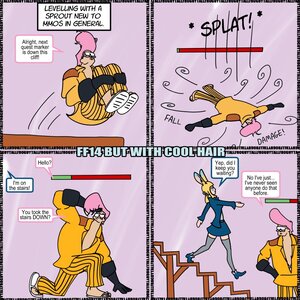 LEVELLING WITH A
SPROUT NEW TO
MMOS IN GENERAL.
Alright, next
quest marker
is down this
cliff!
* SPLAT! *
FALL
DAMAGE!
FF14 BUT WITH COOL HAIR
Hello?
I'm on
the stairs!
You took the
stairs DOWN?
Yep, did I
keep you
waiting?
No I've just...
I've never
seen anyone
do that
before.